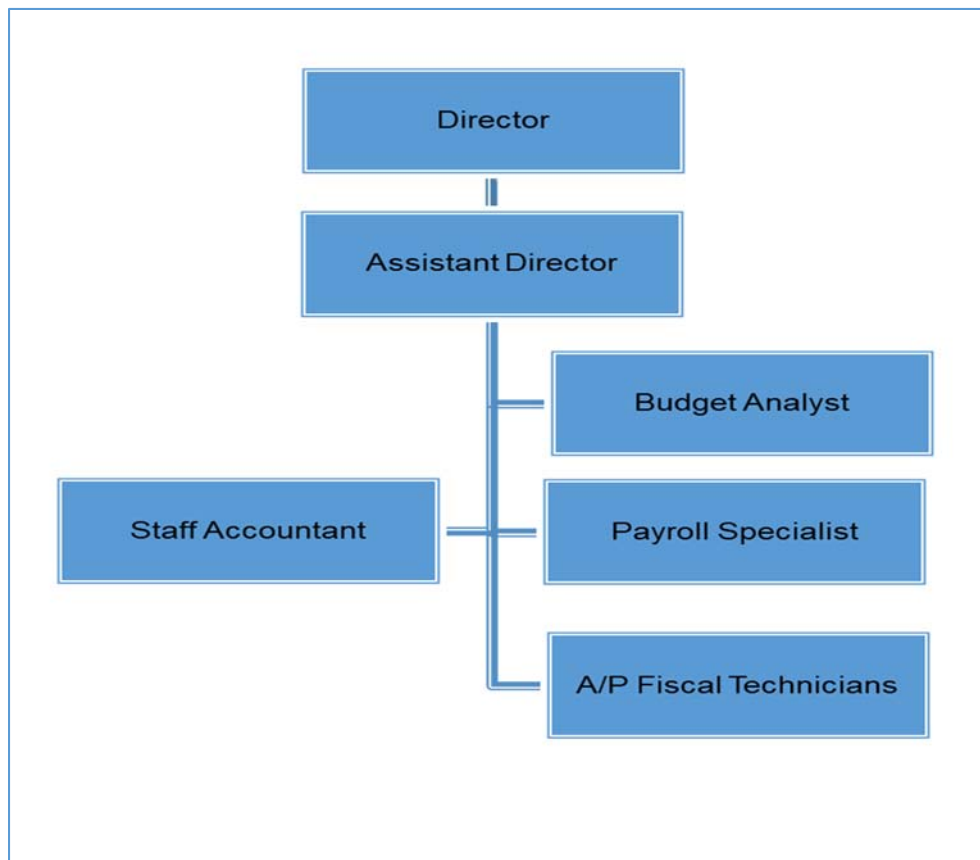 Director
Assistant Director
Budget Analyst
Staff Accountant
Payroll Specialist
A/P Fiscal Technicians